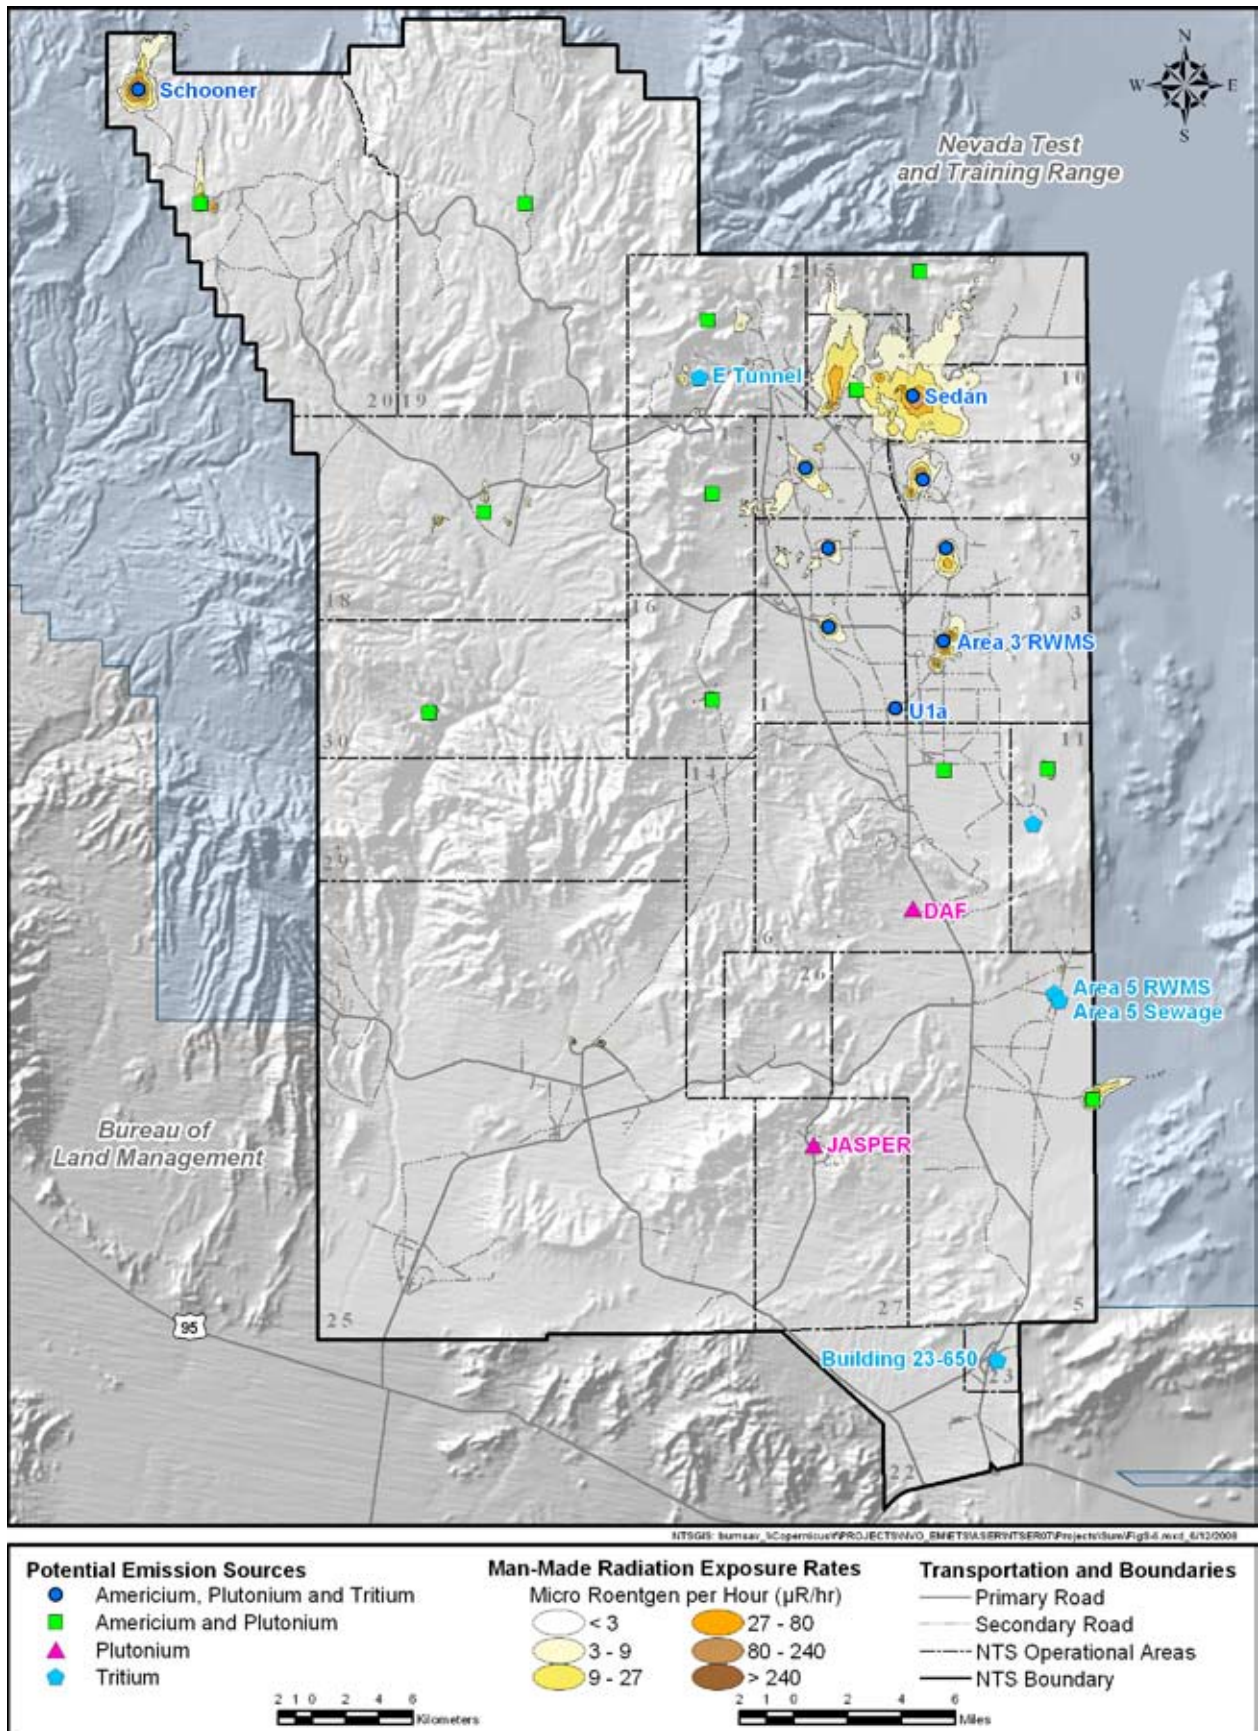 N
W E
S
Schooner
Nevada Test
and Training Range
12 15
E Tunnel
10
Sedan
20 19
9
7
18
4
16
3
Area 3 RWMS
U1a
1
30
11
14
29
DAF
6
26
Area 5 RWMS
Area 5 Sewage
Bureau of
Land Management
JASPER
25
27
5
95
Building 23-650
23
22
Potential Emission Sources
Americium, Plutonium and Tritium
Americium and Plutonium
Plutonium
Tritium
Man-Made Radiation Exposure Rates
Micro Roentgen per Hour (µR/hr)
< 3
3 - 9
9 - 27
27 - 80
80 - 240
> 240
Transportation and Boundaries
Primary Road
Secondary Road
NTS Operational Areas
NTS Boundary
2 1 0 2 4 6
Kilometers
2 1 0 2 4 6
Miles